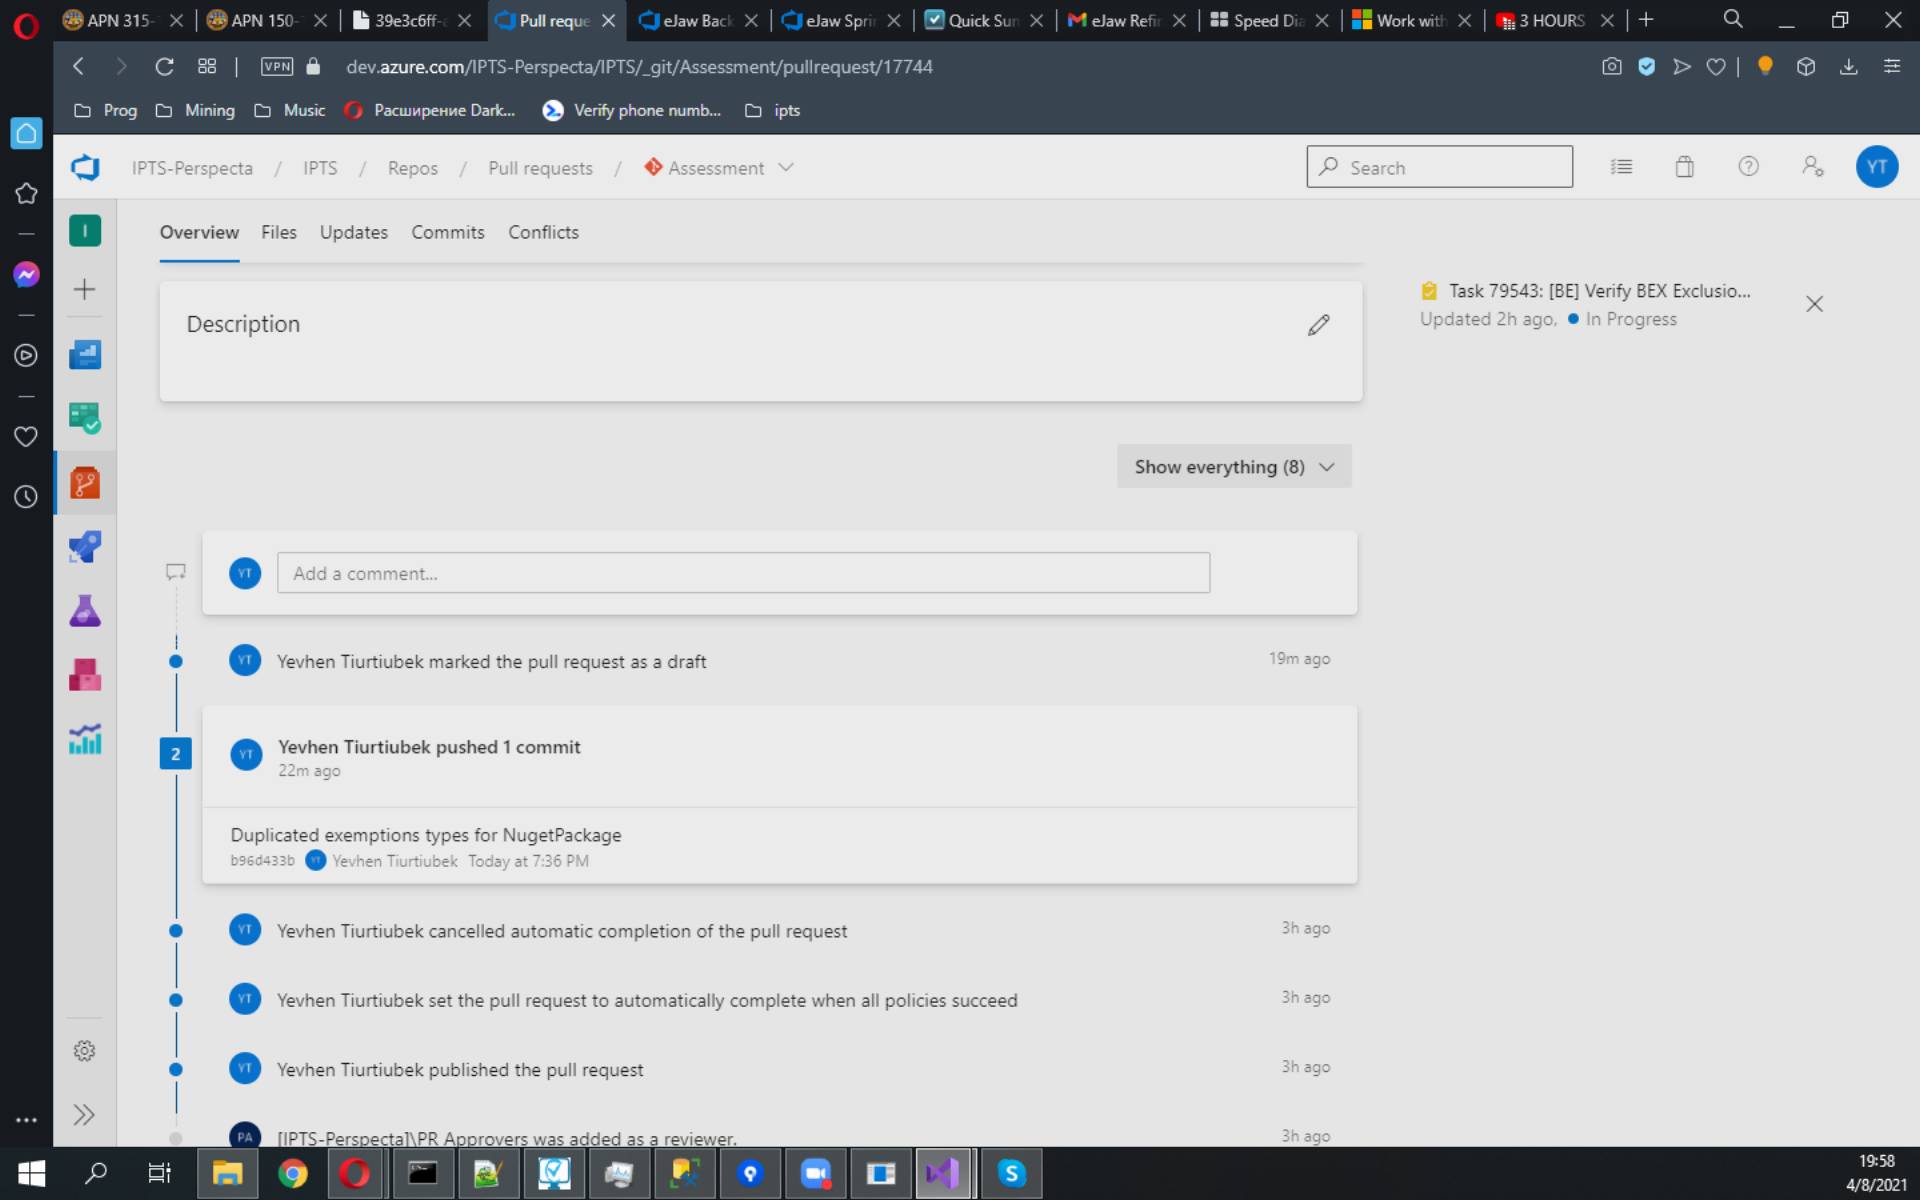 APN 315-
APN 150-
39e3c6ff-a
Pull reque
eJaw Back
eJaw Sprin
Quick Sum
eJaw Refin
Speed Dia
Work with
3 HOURS
VPN
dev.azure.com/IPTS-Perspecta/IPTS/_git/Assessment/pullrequest/17744
Prog
Mining
Music
Расширение Dark...
Verify phone numb...
ipts
IPTS-Perspecta / IPTS / Repos / Pull requests / Assessment
Search
YT
I
Overview Files Updates Commits Conflicts
Description
Task 79543: [BE] Verify BEX Exclusio...
Updated 2h ago, In Progress
Show everything (8)
YT
Add a comment...
YT
Yevhen Tiurtiubek marked the pull request as a draft
19m ago
2
YT
Yevhen Tiurtiubek pushed 1 commit
22m ago
Duplicated exemptions types for NugetPackage
b96d433b YT Yevhen Tiurtiubek Today at 7:36 PM
YT
Yevhen Tiurtiubek cancelled automatic completion of the pull request
3h ago
YT
Yevhen Tiurtiubek set the pull request to automatically complete when all policies succeed
3h ago
YT
Yevhen Tiurtiubek published the pull request
3h ago
PA
[IPTS-Perspecta]\PR Approvers was added as a reviewer.
3h ago
19:58
4/8/2021